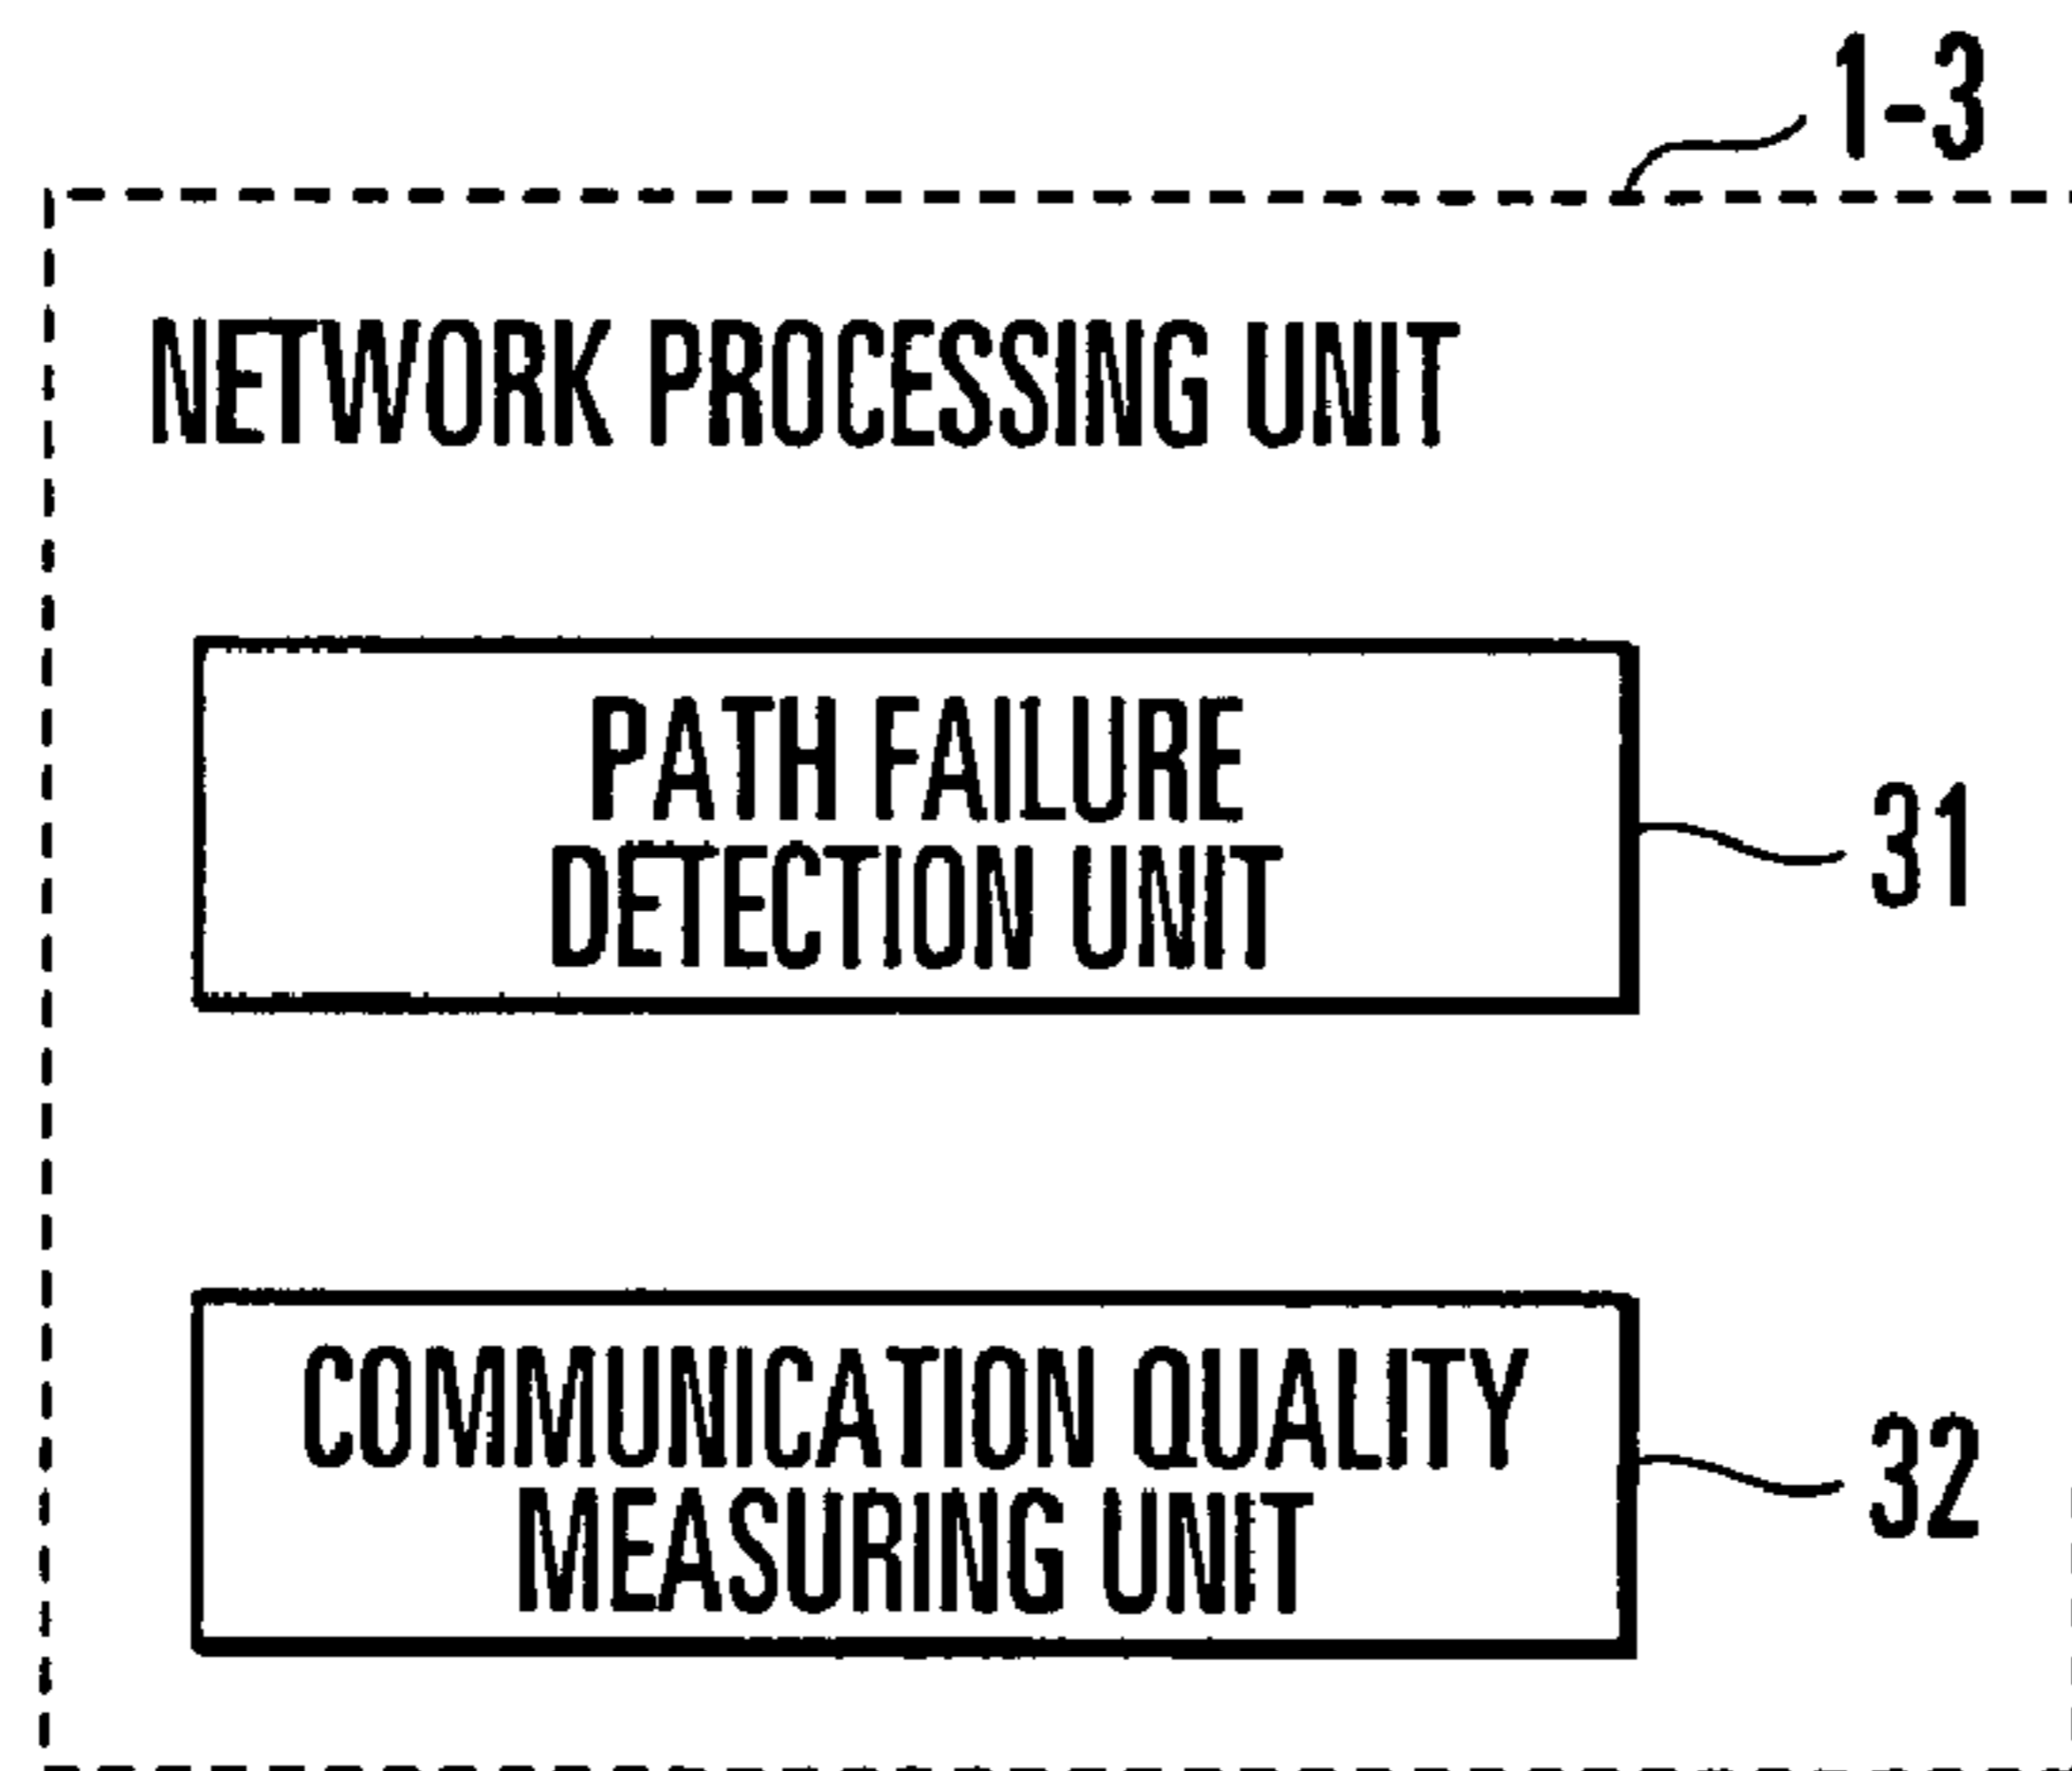 1-3
NETWORK PROCESSING UNIT
PATH FAILURE
DETECTION UNIT
31
COMMUNICATION QUALITY
MEASURING UNIT
32